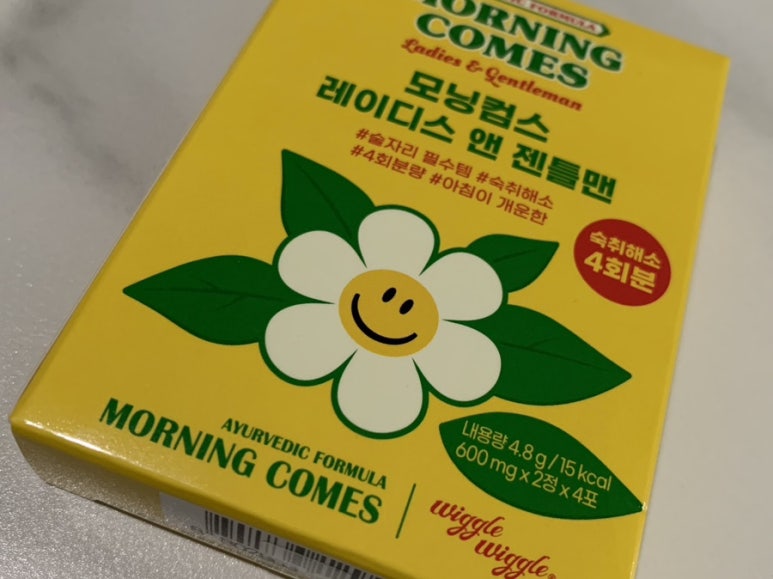 FORMULA
MORNING
COMES
Ladies & Gentleman
모닝컴스
레이디스 앤 젠틀맨
#술자리 필수템 #숙취해소
#4회분량 #아침이 개운한
숙취해소
4회분
내용량 4.8 g / 15 kcal
600 mg x 2정 x 4포
AYURVEDIC FORMULA
MORNING COMES
wiggle
wiggle